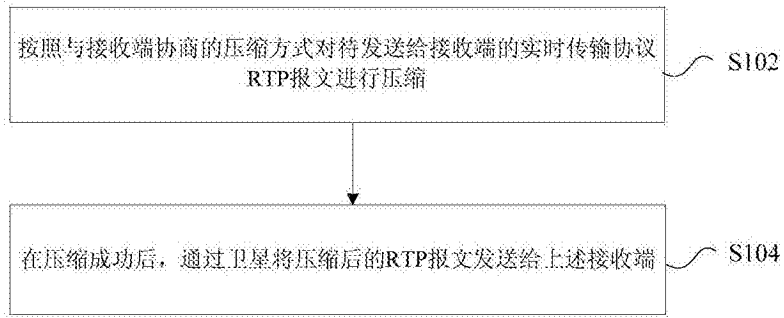 按照与接收端协商的压缩方式对待发送给接收端的实时传输协议
RTP报文进行压缩
S102
在压缩成功后，通过卫星将压缩后的RTP报文发送给上述接收端
S104